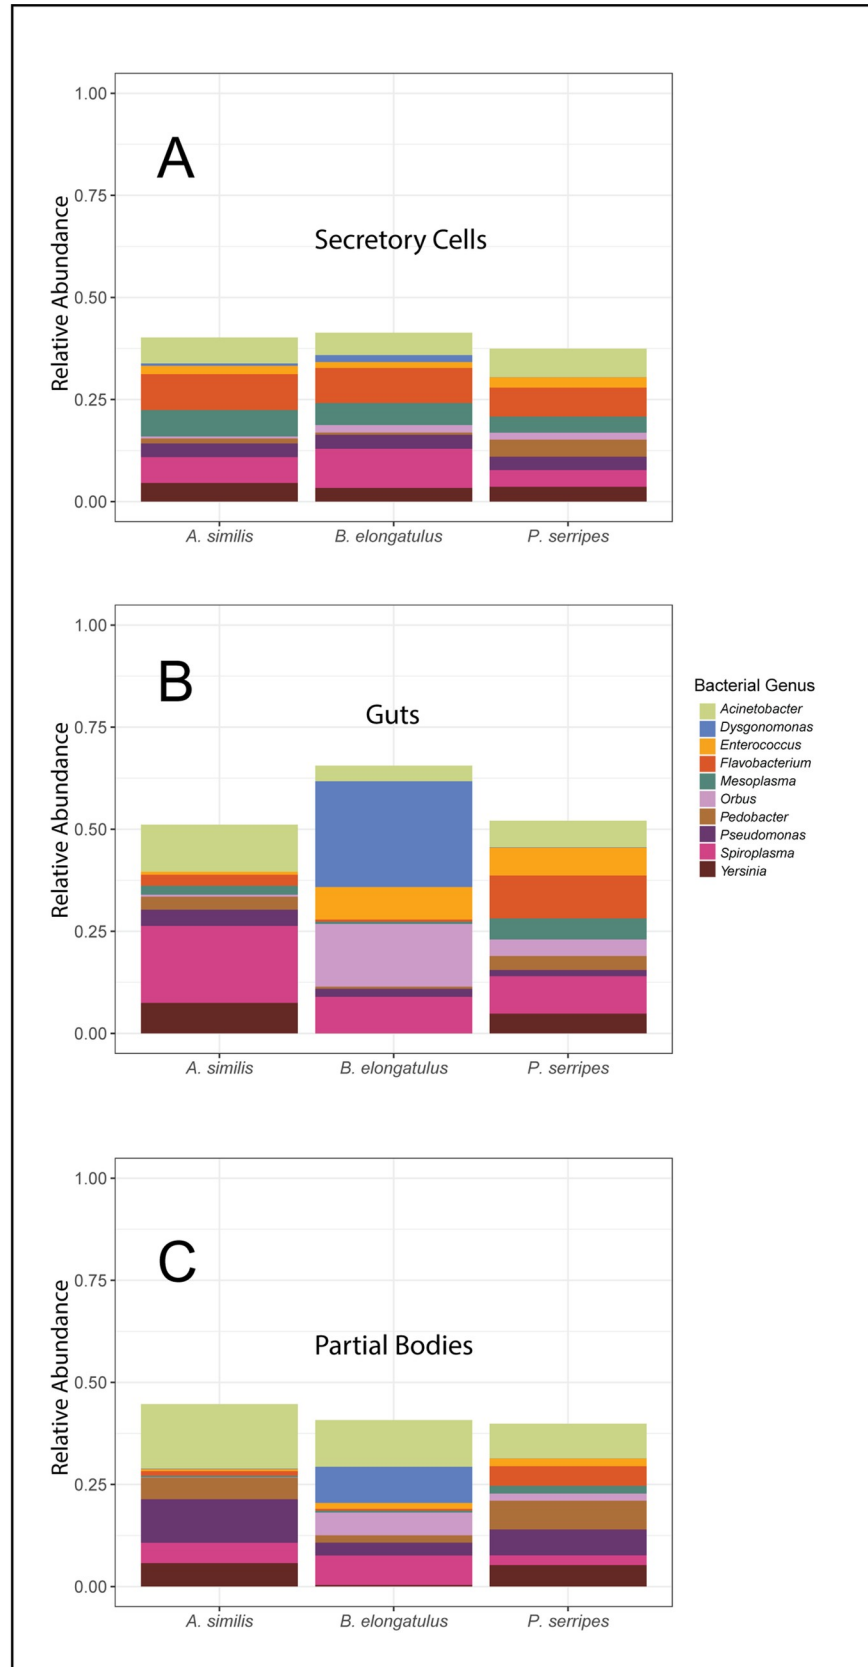 A
Secretory Cells
Relative Abundance
1.00
0.75
0.50
0.25
0.00
A. similis B. elongatulus P. serripes
B
Guts
Relative Abundance
1.00
0.75
0.50
0.25
0.00
A. similis B. elongatulus P. serripes
Bacterial Genus
Acinetobacter
Dysgonomonas
Enterococcus
Flavobacterium
Mesoplasma
Orbus
Pedobacter
Pseudomonas
Spiroplasma
Yersinia
C
Partial Bodies
Relative Abundance
1.00
0.75
0.50
0.25
0.00
A. similis B. elongatulus P. serripes